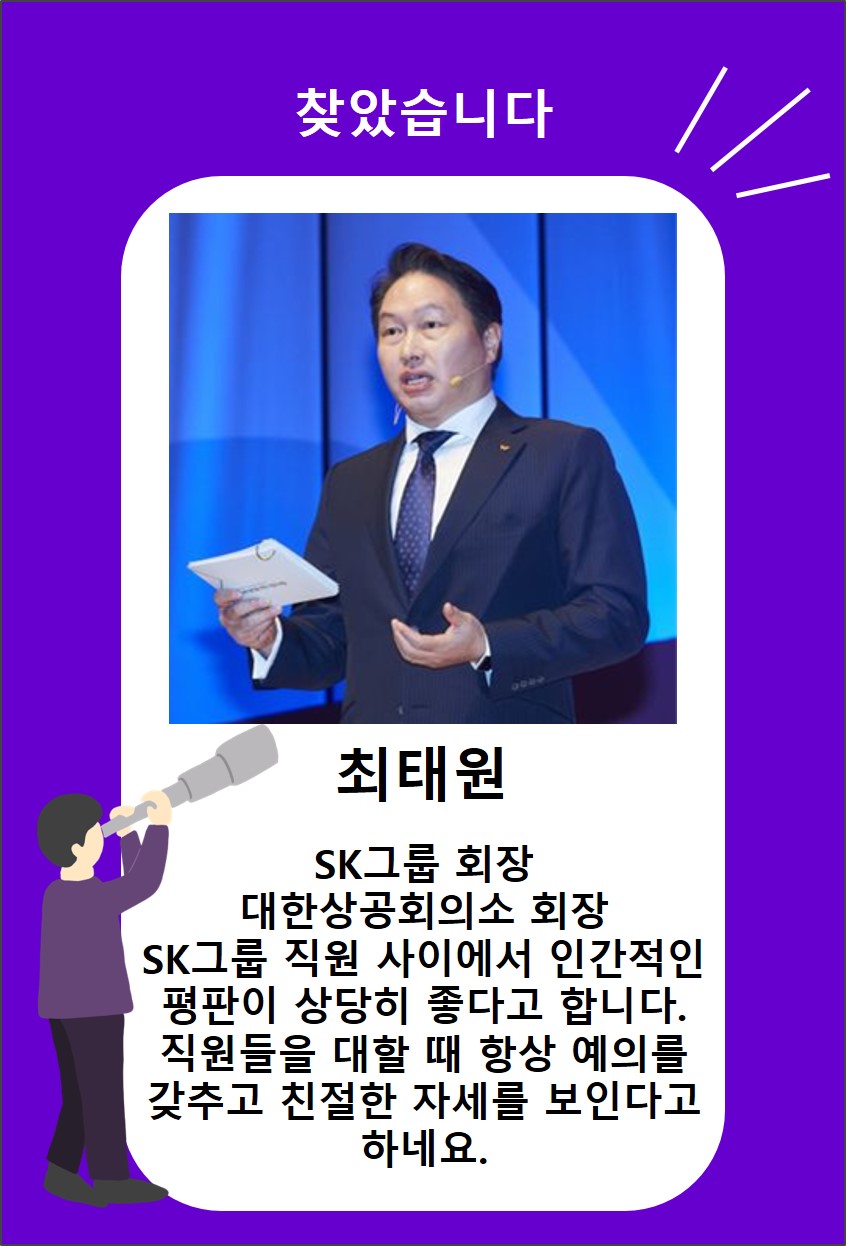 찾았습니다
최태원
SK그룹 회장
대한상공회의소 회장
SK그룹 직원 사이에서 인간적인
평판이 상당히 좋다고 합니다.
직원들을 대할 때 항상 예의를
갖추고 친절한 자세를 보인다고
하네요.